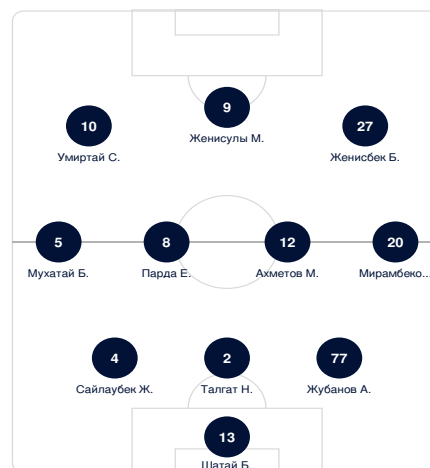 9
Женисулы М.
10
Умиртай С.
27
Женисбек Б.
5
Мухатай Б.
8
Парда Е.
12
Ахметов М.
20
Мирамбеко...
4
Сайлаубек Ж.
2
Талгат Н.
77
Жубанов А.
13
Шатай Б.